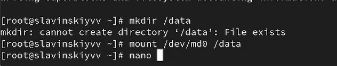 [root@slavinskiyvv ~]# mkdir /data
mkdir: cannot create directory ‘/data’: File exists
[root@slavinskiyvv ~]# mount /dev/md0 /data
[root@slavinskiyvv ~]# nano